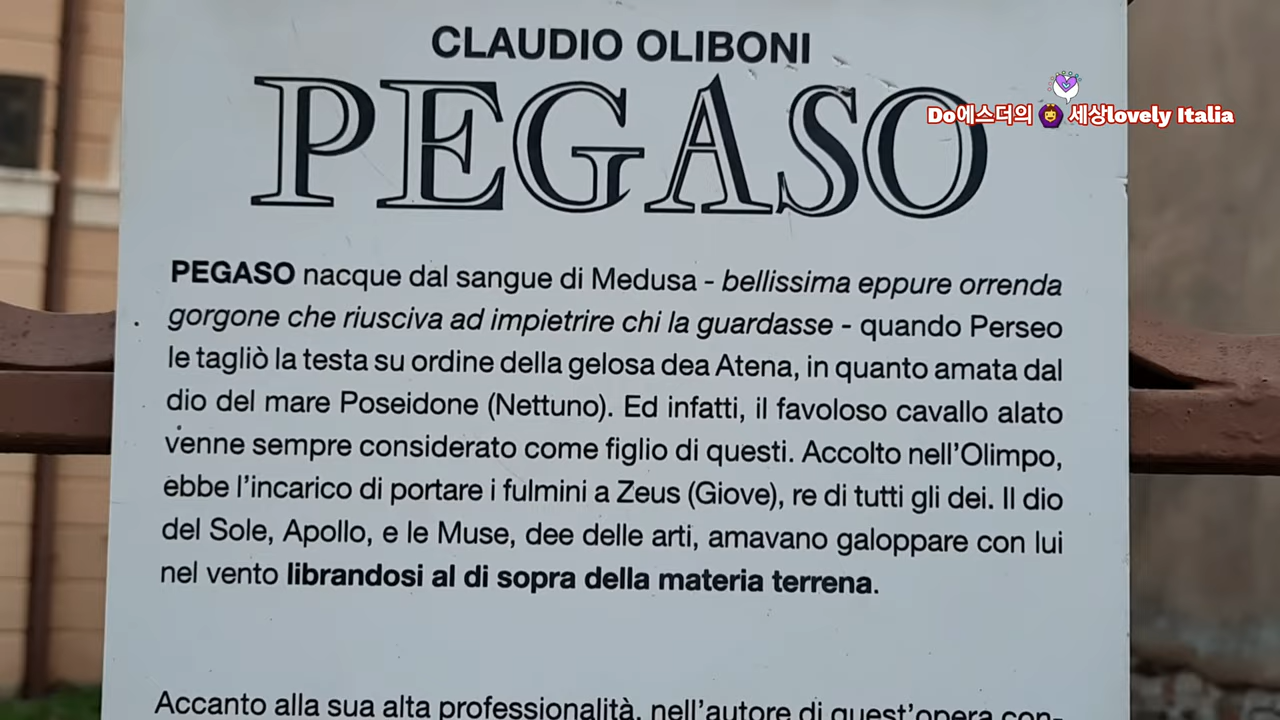 CLAUDIO OLIBONI
PEGASO
Do에스더의 세상lovely Italia
PEGASO nacque dal sangue di Medusa - bellissima eppure orrenda
gorgone che riusciva ad impietrire chi la guardasse - quando Perseo
le tagliò la testa su ordine della gelosa dea Atena, in quanto amata dal
dio del mare Poseidone (Nettuno). Ed infatti, il favoloso cavallo alato
venne sempre considerato come figlio di questi. Accolto nell'Olimpo,
ebbe l'incarico di portare i fulmini a Zeus (Giove), re di tutti gli dei. Il dio
del Sole, Apollo, e le Muse, dee delle arti, amavano galoppare con lui
nel vento librandosi al di sopra della materia terrena.
Accanto alla sua alta professionalità, nell'autore di quest'opera con-